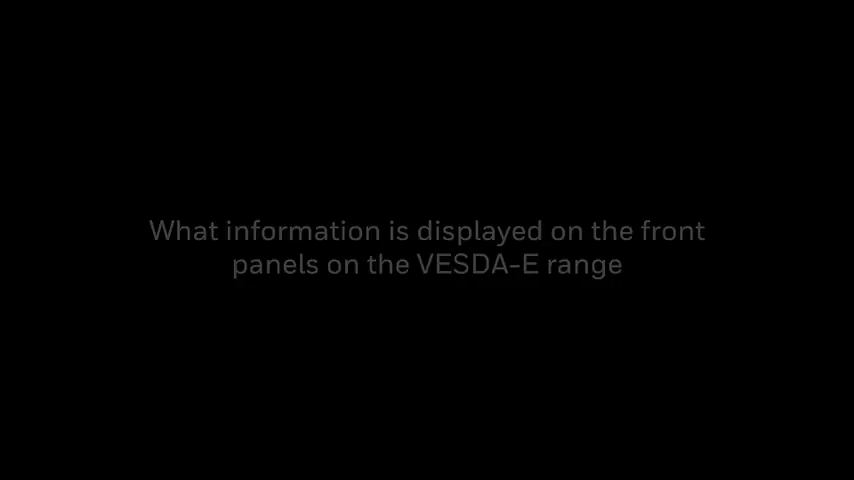 What information is displayed on the front
panels on the VESDA-E range